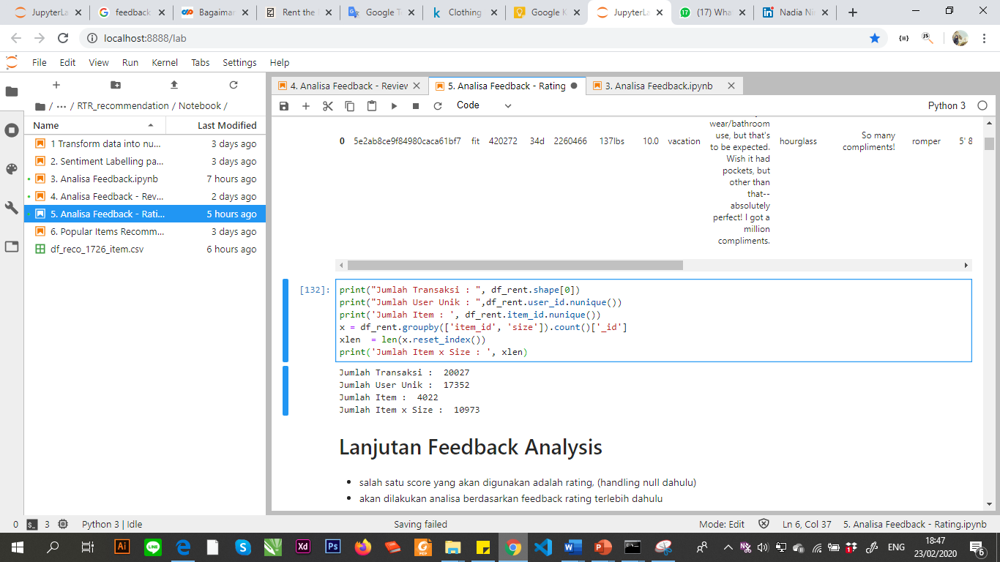 JupyterLa
feedback
Bagaimar
Rent the
Google T
Clothing
Google K
JupyterLa
(17) Wha
Nadia Ni
localhost:8888/lab
File Edit View Run Kernel Tabs Settings Help
/ ··· / RTR_recommendation / Notebook /
Name Last Modified
1 Transform data into nu... 3 days ago
2. Sentiment Labelling pa... 3 days ago
3. Analisa Feedback.ipynb 7 hours ago
4. Analisa Feedback - Rev... 2 days ago
5. Analisa Feedback - Rati... 5 hours ago
6. Popular Items Recomm... 3 days ago
df_reco_1726_item.csv 6 hours ago
4. Analisa Feedback - Review
5. Analisa Feedback - Rating
3. Analisa Feedback.ipynb
Code
Python 3
wear/bathroom
use, but that's
to be expected.
Wish it had
pockets, but
other than
that--
absolutely
perfect! I got a
million
compliments.
0 5e2ab8ce9f84980caca61bf7 fit 420272 34d 2260466 137lbs 10.0 vacation
hourglass
So many
compliments!
romper 5' 8
[132]:
print("Jumlah Transaksi : ", df_rent.shape[0])
print("Jumlah User Unik : ",df_rent.user_id.nunique())
print('Jumlah Item : ', df_rent.item_id.nunique())
x = df_rent.groupby(['item_id', 'size']).count()['_id']
xlen  = len(x.reset_index())
print('Jumlah Item x Size : ', xlen)
Jumlah Transaksi :  20027
Jumlah User Unik :  17352
Jumlah Item :  4022
Jumlah Item x Size :  10973
Lanjutan Feedback Analysis
• salah satu score yang akan digunakan adalah rating, (handling null dahulu)
• akan dilakukan analisa berdasarkan feedback rating terlebih dahulu
0 3 Python 3 | Idle
Saving failed
Mode: Edit Ln 6, Col 37 5. Analisa Feedback - Rating.ipynb
ENG
18:47
23/02/2020
6